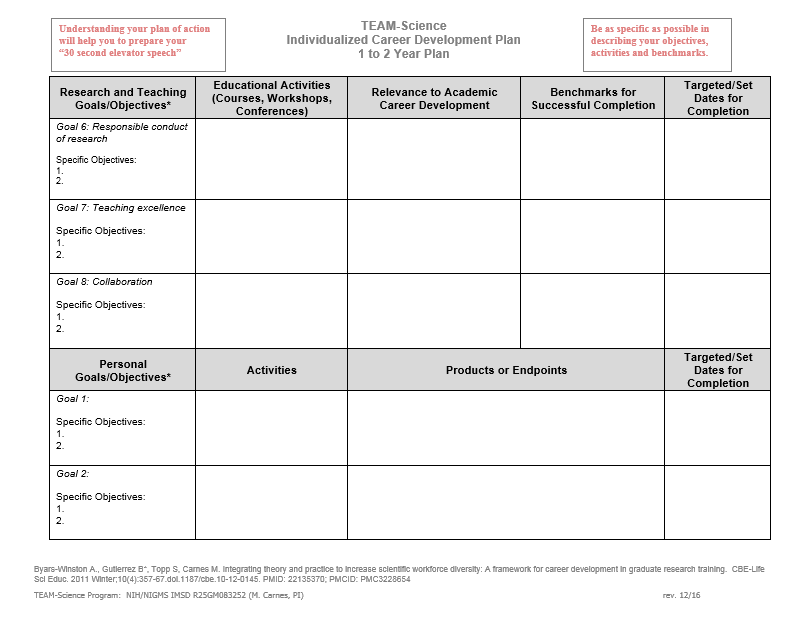 Understanding your plan of action
will help you to prepare your
“30 second elevator speech”
TEAM-Science
Individualized Career Development Plan
1 to 2 Year Plan
Be as specific as possible in
describing your objectives,
activities and benchmarks.
Research and Teaching
Goals/Objectives*
Educational Activities
(Courses, Workshops,
Conferences)
Relevance to Academic
Career Development
Benchmarks for
Successful Completion
Targeted/Set
Dates for
Completion
Goal 6: Responsible conduct
of research
Specific Objectives:
1.
2.
Goal 7: Teaching excellence
Specific Objectives:
1.
2.
Goal 8: Collaboration
Specific Objectives:
1.
2.
Personal
Goals/Objectives*
Activities
Products or Endpoints
Targeted/Set
Dates for
Completion
Goal 1:
Specific Objectives:
1.
2.
Goal 2:
Specific Objectives:
1.
2.
Byars-Winston A., Gutierrez B*, Topp S, Carnes M. Integrating theory and practice to increase scientific workforce diversity: A framework for career development in graduate research training. CBE-Life
Sci Educ. 2011 Winter;10(4):357-67.doi.1187/cbe.10-12-0145. PMID: 22135370; PMCID: PMC3228654
TEAM-Science Program: NIH/NIGMS IMSD R25GM083252 (M. Carnes, PI) rev. 12/16